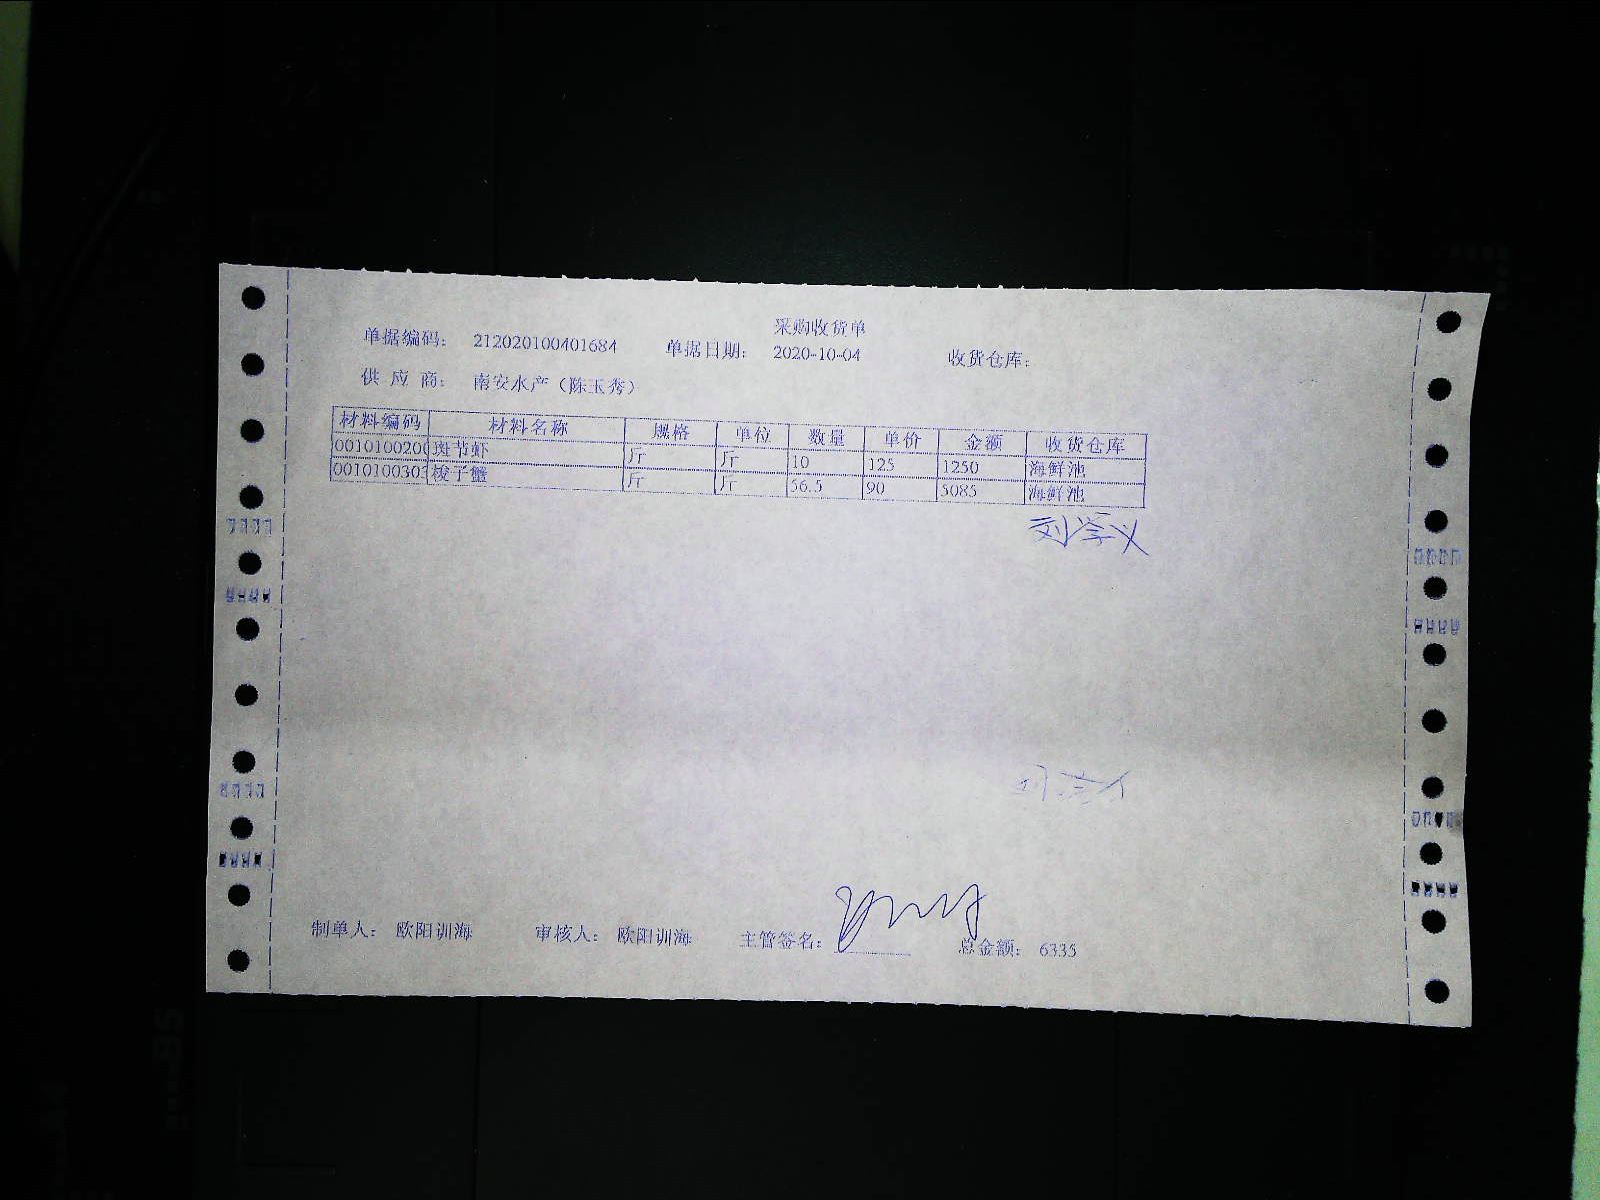 采购收货单
单据编码： 212020100401684 单据日期： 2020-10-04 收货仓库：
供 应 商： 南安水产（陈玉秀）
材料编码 材料名称 规格 单位 数量 单价 金额 收货仓库
0010100200 斑节虾 斤 斤 10 125 1250 海鲜池
001010030 梭子蟹 斤 斤 56.5 90 5085 海鲜池
刘学义
制单人： 欧阳训海 审核人： 欧阳训海 主管签名： 总金额： 6335